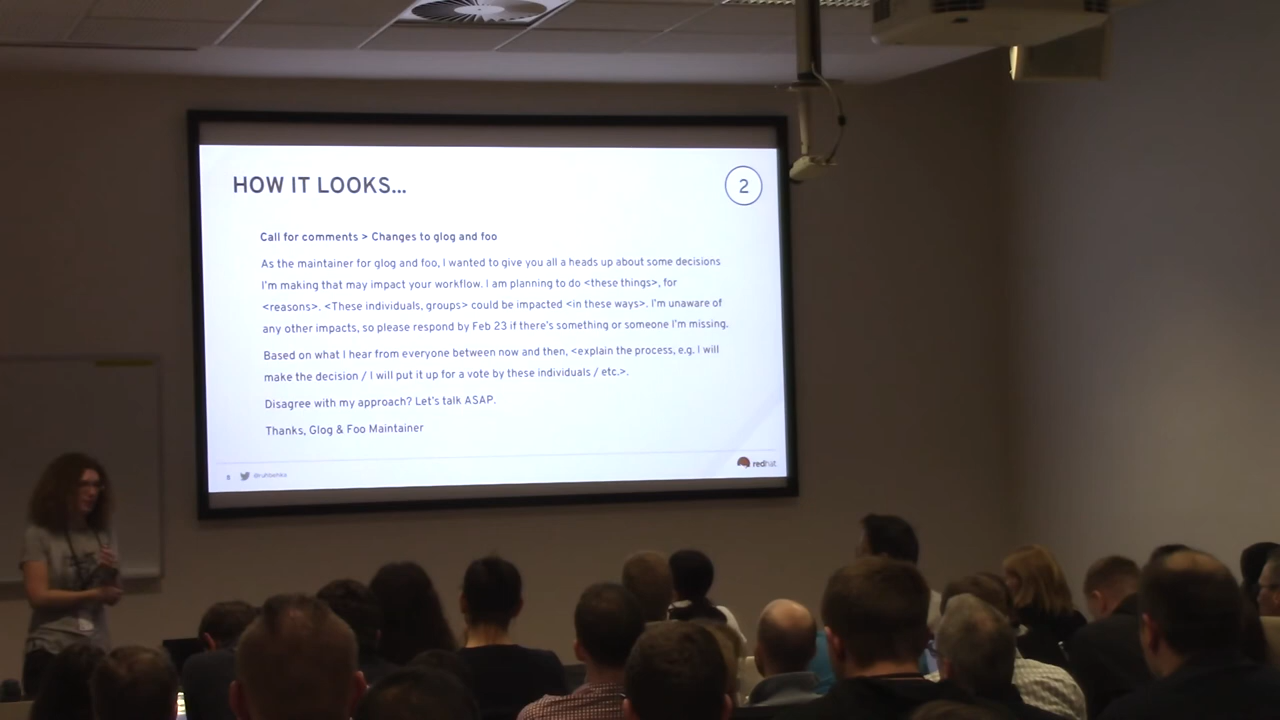 HOW IT LOOKS...
2
Call for comments > Changes to glog and foo
As the maintainer for glog and foo, I wanted to give you all a heads up about some decisions
I'm making that may impact your workflow. I am planning to do <these things>, for
<reasons>. <These individuals, groups> could be impacted <in these ways>. I'm unaware of
any other impacts, so please respond by Feb 23 if there's something or someone I'm missing.
Based on what I hear from everyone between now and then, <explain the process, e.g. I will
make the decision / I will put it up for a vote by these individuals / etc.>.
Disagree with my approach? Let's talk ASAP.
Thanks, Glog & Foo Maintainer
redhat